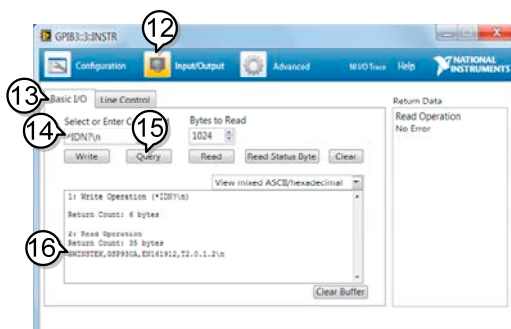 GPIB3::3::INSTR
12
Configuration Input/Output Advanced NI I/O Trace Help NATIONAL INSTRUMENTS
13 Basic I/O Line Control
Return Data
14 Select or Enter C 15 Bytes to Read
Read Operation
*IDN?\n 1024
No Error
Write Query Read Read Status Byte Clear
View mixed ASCII/hexadecimal
1: Write Operation (*IDN?\n)
Return Count: 6 bytes
2: Read Operation
Return Count: 35 bytes
16 GWINSTEK,GSP930A,EN161912,T2.0.1.2\n
Clear Buffer